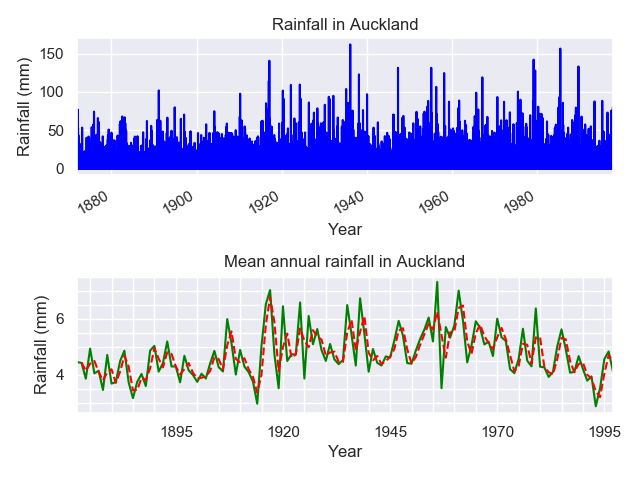 Rainfall in Auckland
Rainfall (mm)
150
100
50
0
1880 1900 1920 1940 1960 1980
Year
Mean annual rainfall in Auckland
Rainfall (mm)
6
4
1895 1920 1945 1970 1995
Year